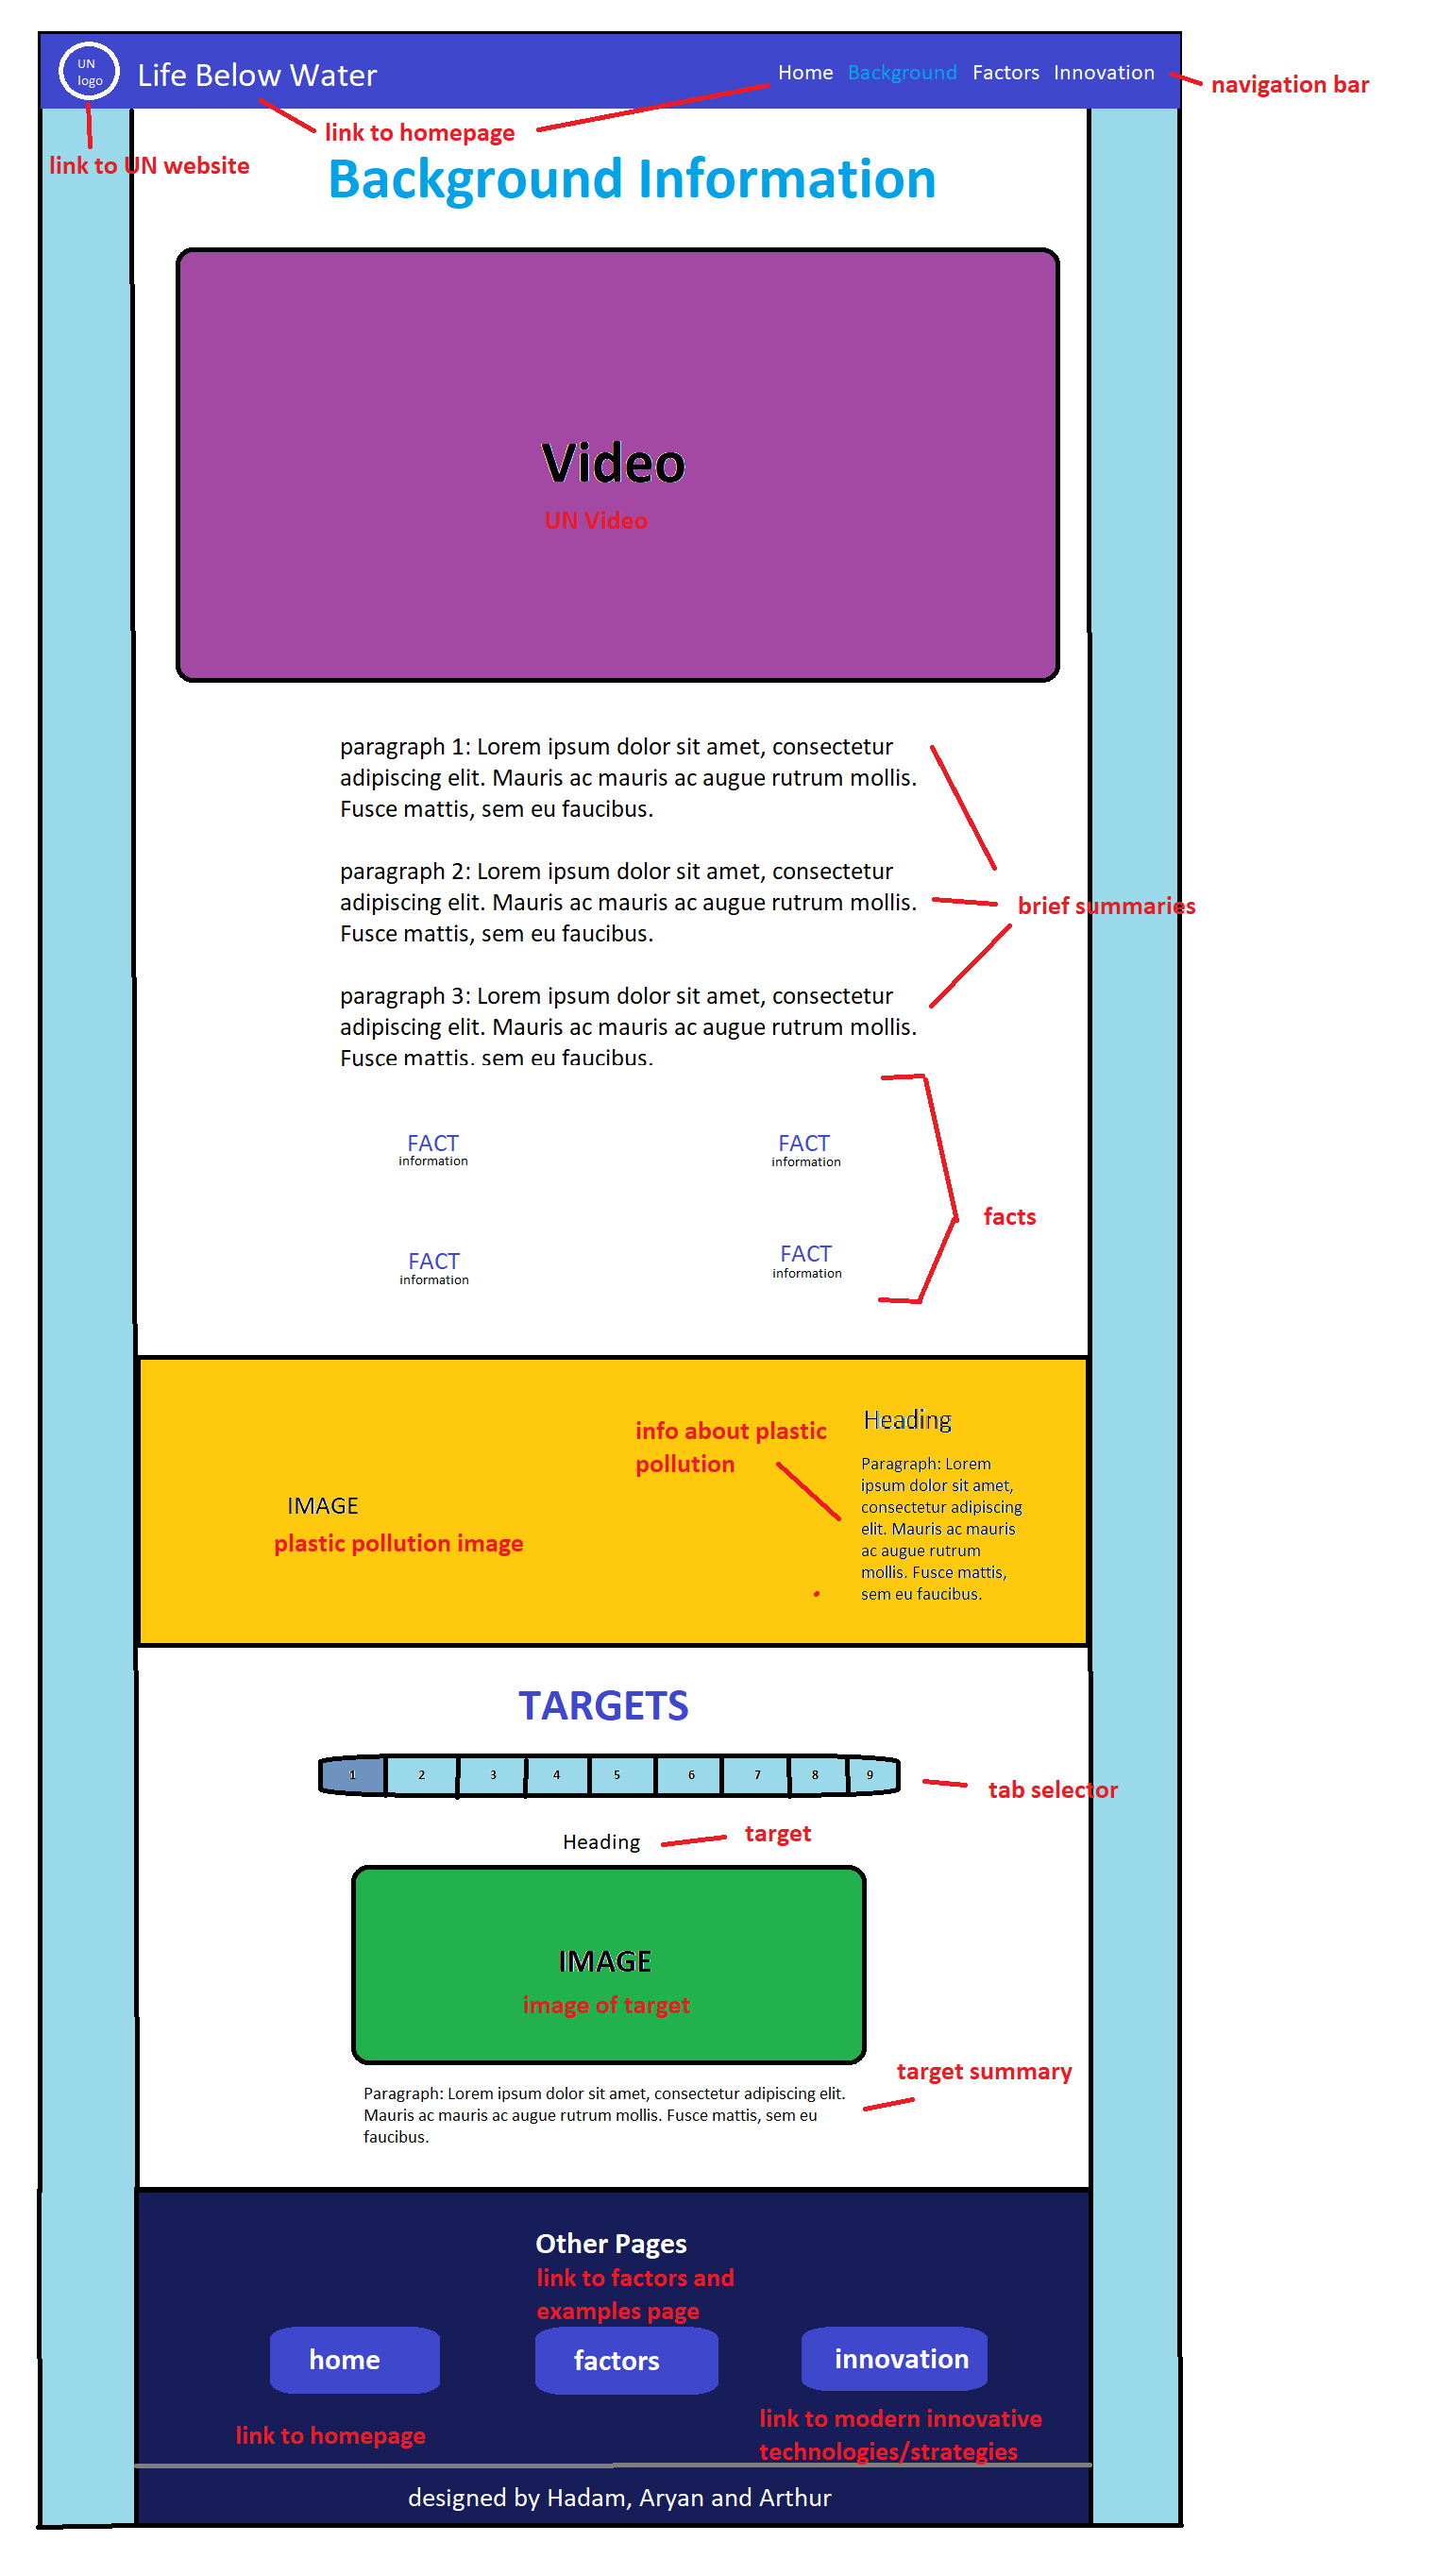 UN
logo
Life Below Water
Home Background Factors Innovation
navigation bar
link to homepage
link to UN website
Background Information
Video
UN Video
paragraph 1: Lorem ipsum dolor sit amet, consectetur
adipiscing elit. Mauris ac mauris ac augue rutrum mollis.
Fusce mattis, sem eu faucibus.
paragraph 2: Lorem ipsum dolor sit amet, consectetur
adipiscing elit. Mauris ac mauris ac augue rutrum mollis.
Fusce mattis, sem eu faucibus.
brief summaries
paragraph 3: Lorem ipsum dolor sit amet, consectetur
adipiscing elit. Mauris ac mauris ac augue rutrum mollis.
Fusce mattis, sem eu faucibus.
FACT
information
FACT
information
facts
FACT
information
FACT
information
IMAGE
plastic pollution image
info about plastic
pollution
Heading
Paragraph: Lorem
ipsum dolor sit amet,
consectetur adipiscing
elit. Mauris ac mauris
ac augue rutrum
mollis. Fusce mattis,
sem eu faucibus.
TARGETS
1 2 3 4 5 6 7 8 9
tab selector
Heading
target
IMAGE
image of target
target summary
Paragraph: Lorem ipsum dolor sit amet, consectetur adipiscing elit.
Mauris ac mauris ac augue rutrum mollis. Fusce mattis, sem eu
faucibus.
Other Pages
link to factors and
examples page
home
factors
innovation
link to homepage
link to modern innovative
technologies/strategies
designed by Hadam, Aryan and Arthur